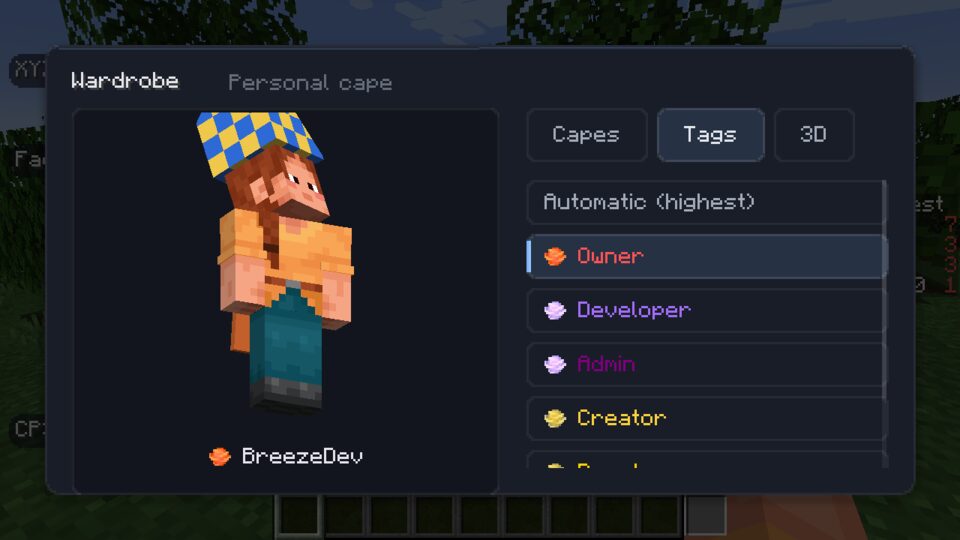 Wardrobe
Personal cape
Capes
Tags
3D
Automatic (highest)
Owner
Developer
Admin
Creator
BreezeDev